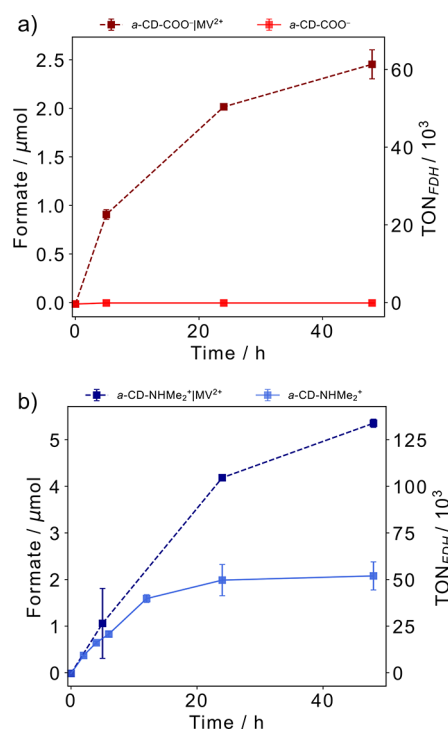 a)
a-CD-COO⁻|MV²⁺ a-CD-COO⁻
Formate / μmol
2.5
2.0
1.5
1.0
0.5
0.0
60
40
20
0
TON_FDH / 10³
0 20 40
Time / h
b)
a-CD-NHMe₂⁺|MV²⁺ a-CD-NHMe₂⁺
Formate / μmol
5
4
3
2
1
0
125
100
75
50
25
0
TON_FDH / 10³
0 20 40
Time / h